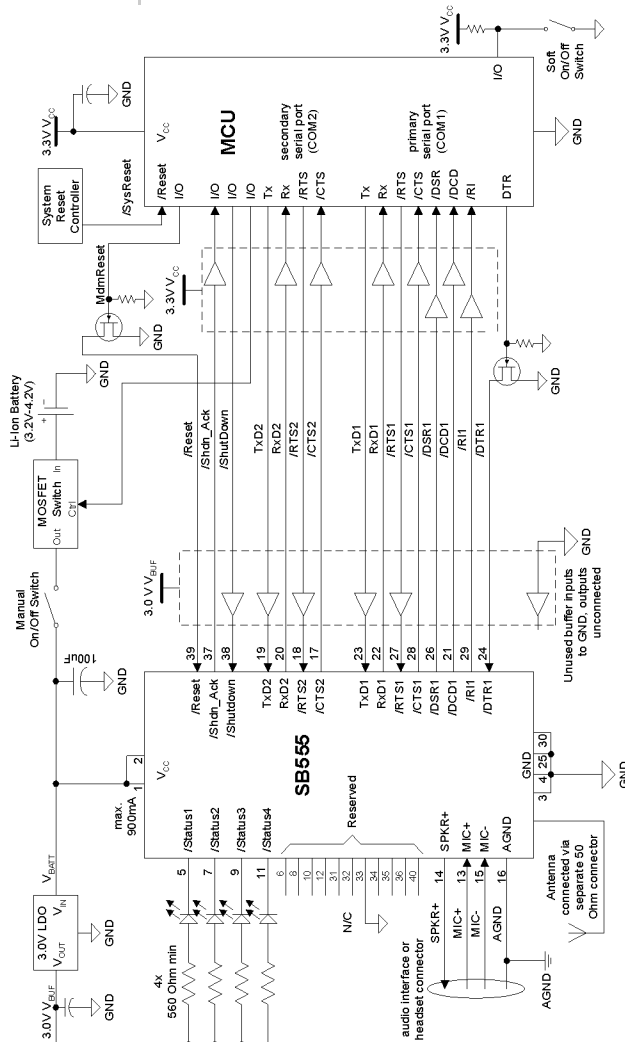 3.3V VCC
GND
System
Reset
Controller
/SysReset
VCC
MCU
/Reset
I/O
I/O
I/O
I/O
secondary
serial port
(COM2)
Tx
Rx
/RTS
/CTS
primary
serial port
(COM1)
Tx
Rx
/RTS
/CTS
/DSR
/DCD
/RI
DTR
I/O
3.3V VCC
Soft
On/Off
Switch
GND
MdmReset
GND
3.3V VCC
GND
Li-Ion Battery
(3.2V-4.2V)
+ -
GND
MOSFET
Switch
Out
In
Ctrl
Manual
On/Off Switch
100uF
GND
/Reset
/Shdn_Ack
/ShutDown
TxD2
RxD2
/RTS2
/CTS2
TxD1
RxD1
/RTS1
/CTS1
/DSR1
/DCD1
/RI1
/DTR1
3.0 V VBUF
GND
Unused buffer inputs
to GND, outputs
unconnected
39
37
38
19
20
18
17
23
22
27
28
26
21
29
24
/Reset
/Shdn_Ack
/Shutdown
TxD2
RxD2
/RTS2
/CTS2
TxD1
RxD1
/RTS1
/CTS1
/DSR1
/DCD1
/RI1
/DTR1
SB555
VCC
1
2
max.
900mA
GND
3
4
25
30
GND
/Status1
/Status2
/Status3
/Status4
Reserved
SPKR+
MIC+
MIC-
AGND
5
7
9
11
6
8
10
12
31
32
33
34
35
36
40
14
13
15
16
N/C
SPKR+
MIC+
MIC-
AGND
AGND
audio interface or
headset connector
Antenna
connected via
separate 50
Ohm connector
4x
560 Ohm min
VBATT
3.0V LDO
VOUT
VIN
GND
3.0V VBUF
GND